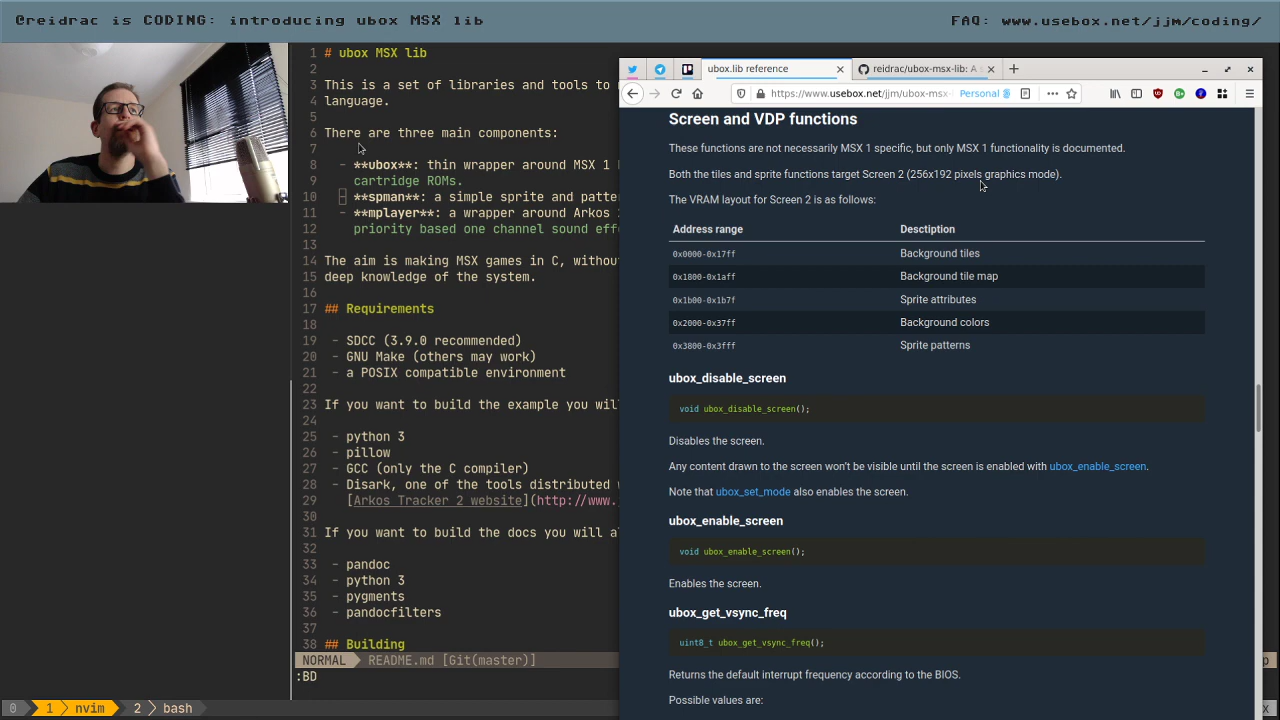 @reidrac is CODING: introducing ubox MSX lib
FAQ: www.usebox.net/jjm/coding/
1 # ubox MSX lib
2
3 This is a set of libraries and tools to
4 language.
5
6 There are three main components:
7
8 - **ubox**: thin wrapper around MSX 1
9 cartridge ROMs.
10 - **spman**: a simple sprite and patte
11 - **mplayer**: a wrapper around Arkos
12 priority based one channel sound eff
13
14 The aim is making MSX games in C, withou
15 deep knowledge of the system.
16
17 ## Requirements
18
19 - SDCC (3.9.0 recommended)
20 - GNU Make (others may work)
21 - a POSIX compatible environment
22
23 If you want to build the example you wil
24
25 - python 3
26 - pillow
27 - GCC (only the C compiler)
28 - Disark, one of the tools distributed
29 [Arkos Tracker 2 website](http://www.
30
31 If you want to build the docs you will a
32
33 - pandoc
34 - python 3
35 - pygments
36 - pandocfilters
37
38 ## Building
NORMAL README.md [Git(master)]
:BD
0 1 nvim 2 bash
ubox.lib reference
reidrac/ubox-msx-lib: A
https://www.usebox.net/jjm/ubox-msx- Personal
Screen and VDP functions
These functions are not necessarily MSX 1 specific, but only MSX 1 functionality is documented.
Both the tiles and sprite functions target Screen 2 (256x192 pixels graphics mode).
The VRAM layout for Screen 2 is as follows:
Address range Desctiption
0x0000-0x17ff Background tiles
0x1800-0x1aff Background tile map
0x1b00-0x1b7f Sprite attributes
0x2000-0x37ff Background colors
0x3800-0x3fff Sprite patterns
ubox_disable_screen
void ubox_disable_screen();
Disables the screen.
Any content drawn to the screen won't be visible until the screen is enabled with ubox_enable_screen.
Note that ubox_set_mode also enables the screen.
ubox_enable_screen
void ubox_enable_screen();
Enables the screen.
ubox_get_vsync_freq
uint8_t ubox_get_vsync_freq();
Returns the default interrupt frequency according to the BIOS.
Possible values are: